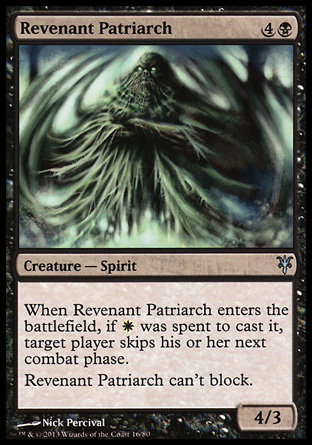 Revenant Patriarch 4
Creature — Spirit
When Revenant Patriarch enters the
battlefield, if was spent to cast it,
target player skips his or her next
combat phase.
Revenant Patriarch can't block.
Nick Percival
™ & © 2013 Wizards of the Coast 16/80
4/3